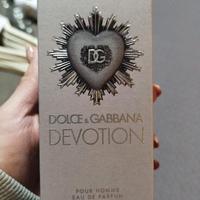 DG
DOLCE & GABBANA
DEVOTION
POUR HOMME
EAU DE PARFUM